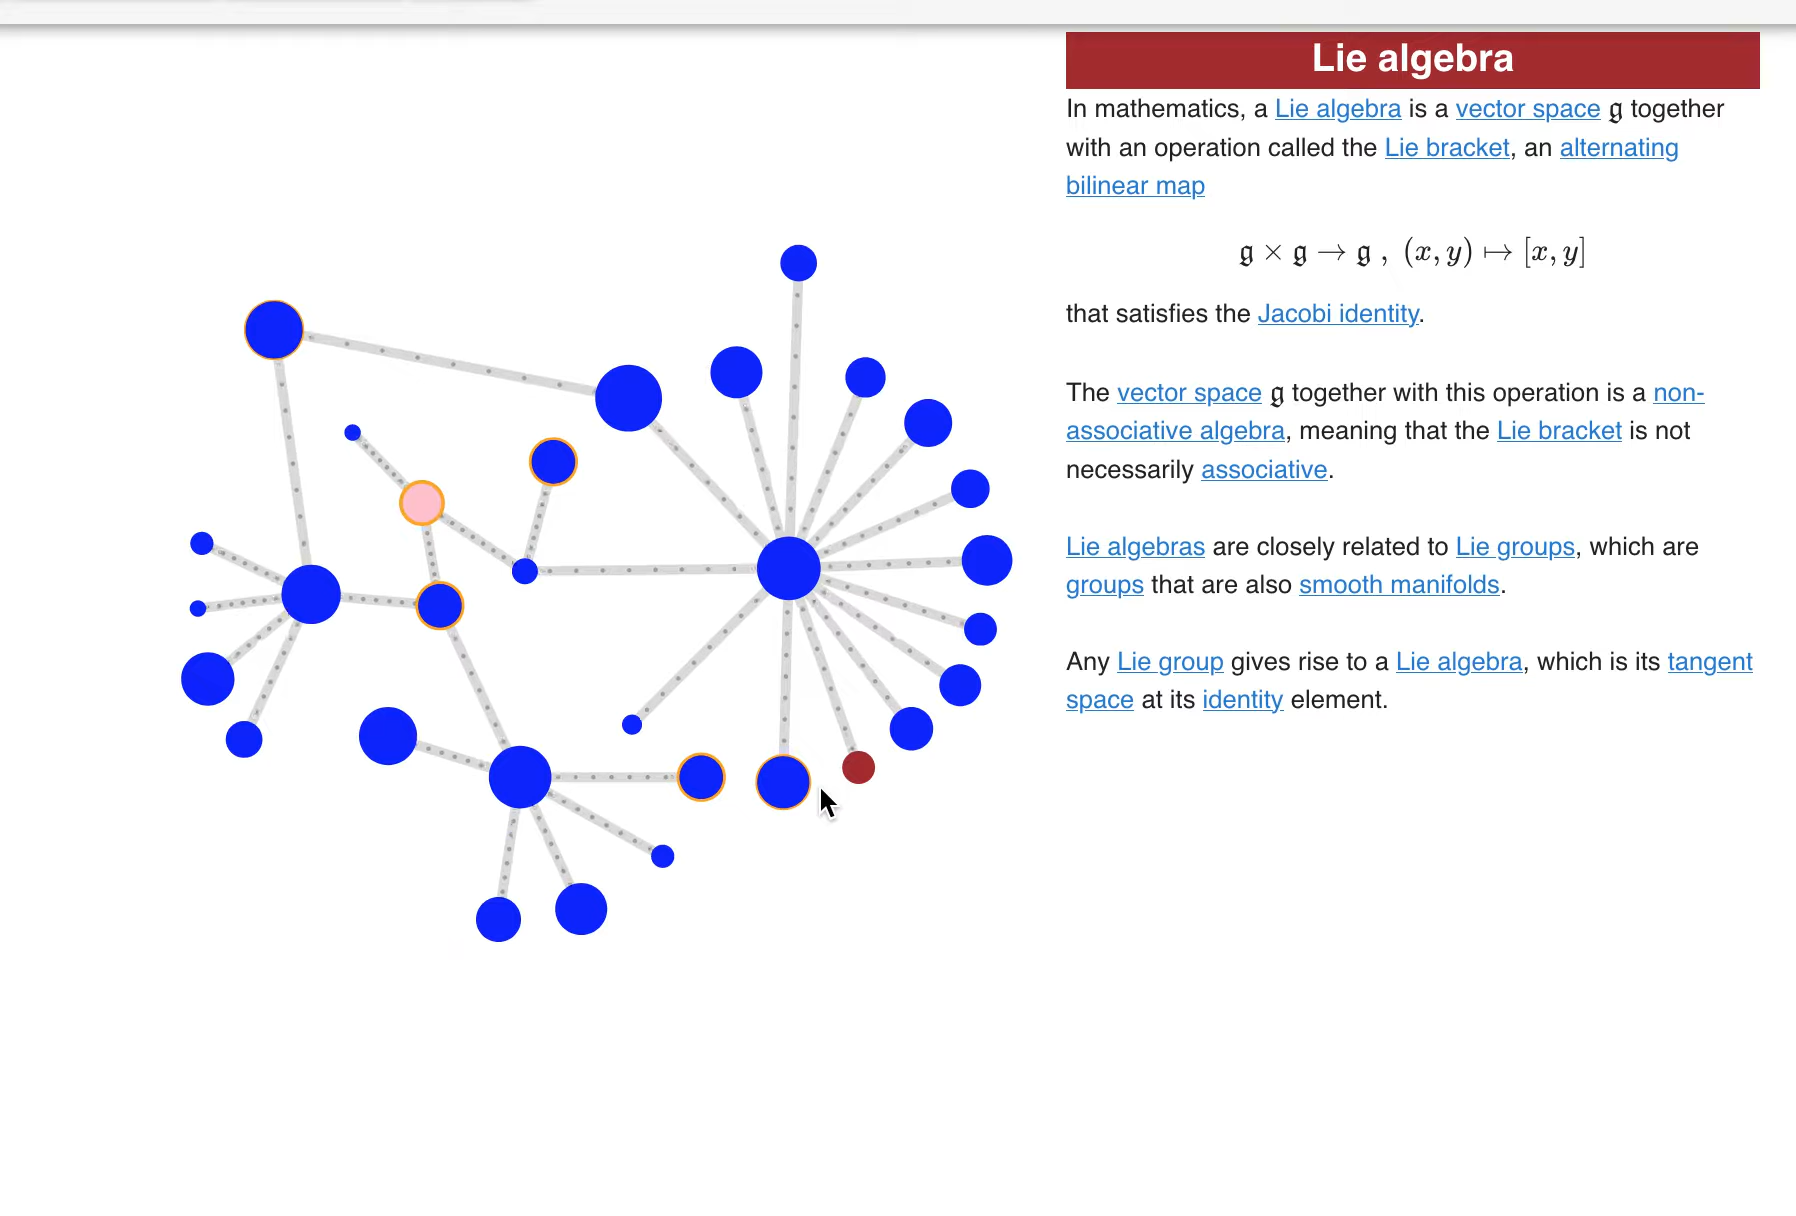 Lie algebra
In mathematics, a Lie algebra is a vector space 𝔤 together
with an operation called the Lie bracket, an alternating
bilinear map
𝔤 × 𝔤 → 𝔤 , (x, y) ↦ [x, y]
that satisfies the Jacobi identity.
The vector space 𝔤 together with this operation is a non-
associative algebra, meaning that the Lie bracket is not
necessarily associative.
Lie algebras are closely related to Lie groups, which are
groups that are also smooth manifolds.
Any Lie group gives rise to a Lie algebra, which is its tangent
space at its identity element.